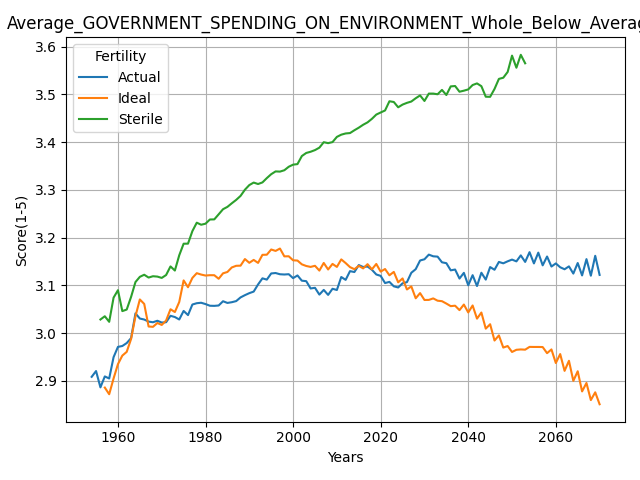 Average_GOVERNMENT_SPENDING_ON_ENVIRONMENT_Whole_Below_Averag
3.6
3.5
3.4
3.3
3.2
3.1
3.0
2.9
Score(1-5)
Fertility
Actual
Ideal
Sterile
1960 1980 2000 2020 2040 2060
Years